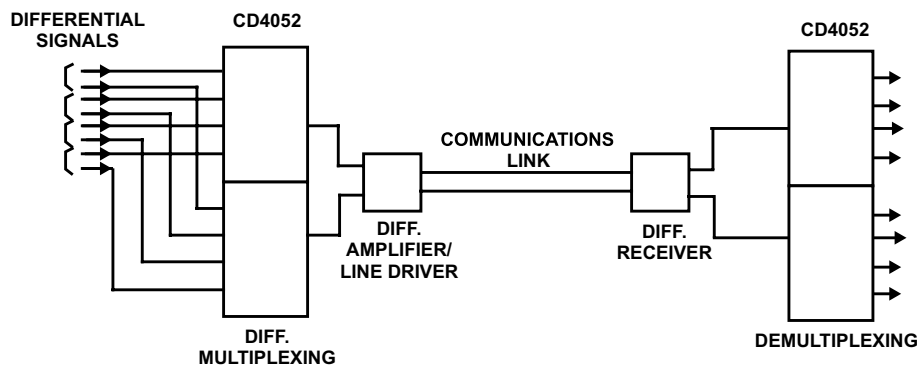 DIFFERENTIAL
SIGNALS
CD4052
CD4052
COMMUNICATIONS
LINK
DIFF.
AMPLIFIER/
LINE DRIVER
DIFF.
RECEIVER
DIFF.
MULTIPLEXING
DEMULTIPLEXING